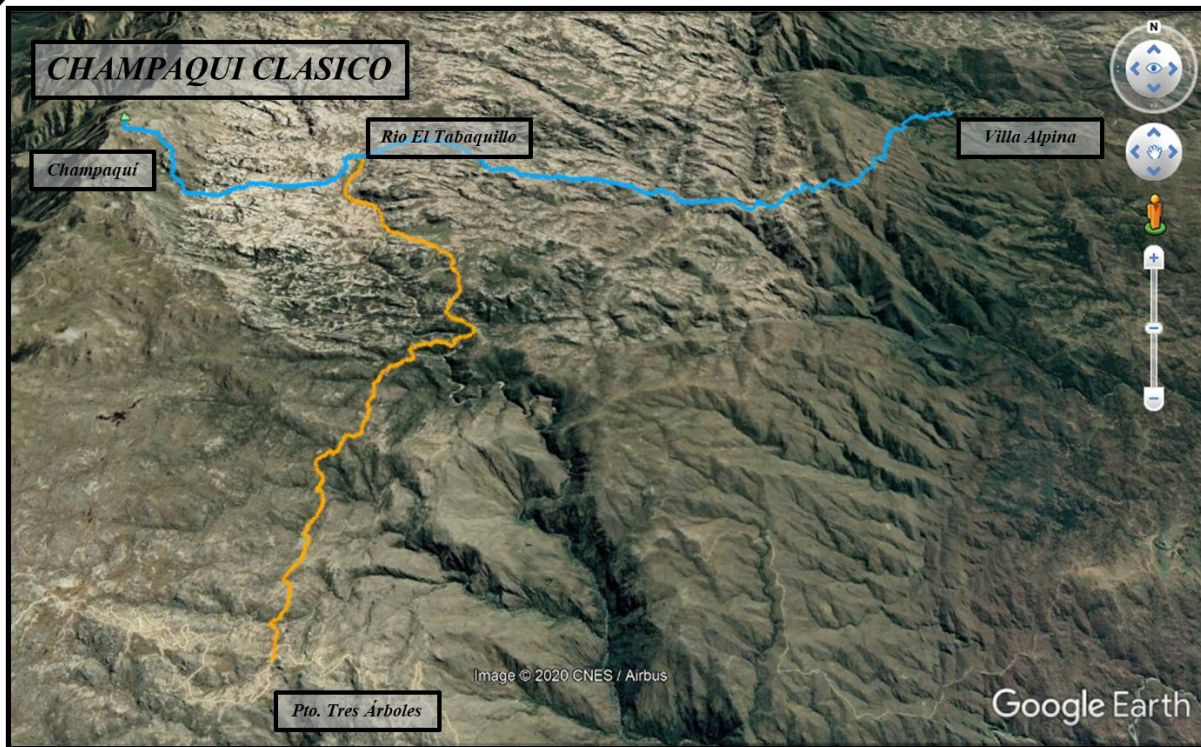 CHAMPAQUI CLASICO
N
Rio El Tabaquillo
Villa Alpina
Champaquí
Image © 2020 CNES / Airbus
Google Earth
Pto. Tres Árboles